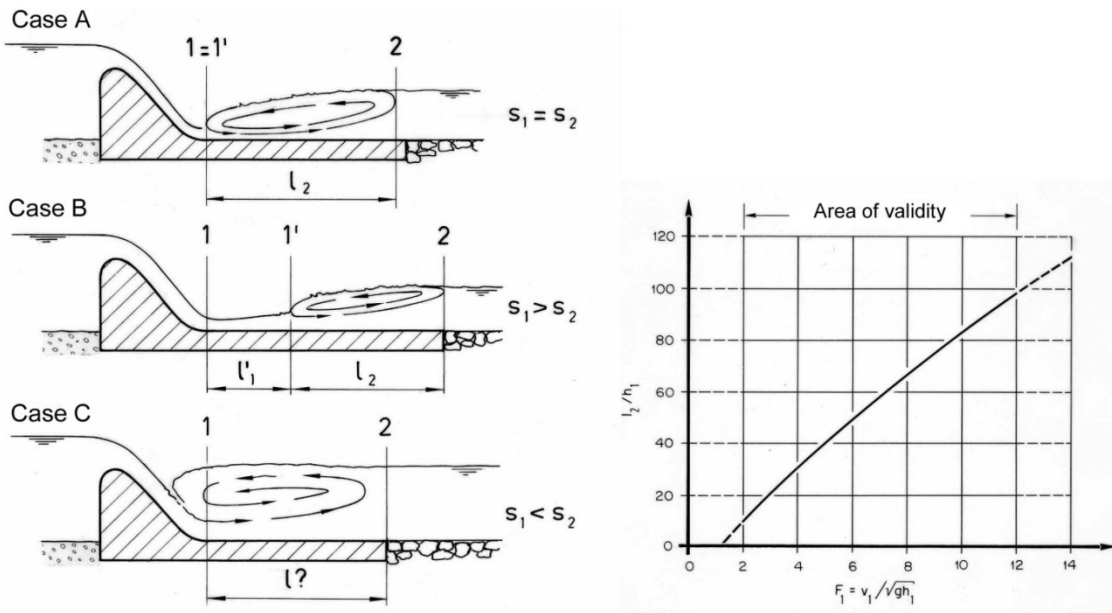 Case A
1=1' 2
s₁ = s₂
l₂
Case B
1 1' 2
s₁ > s₂
l'₁ l₂
Case C
1 2
s₁ < s₂
l?
Area of validity
120
100
80
60
40
20
0
l₂/h₁
0 2 4 6 8 10 12 14
F₁ = v₁/√gh₁